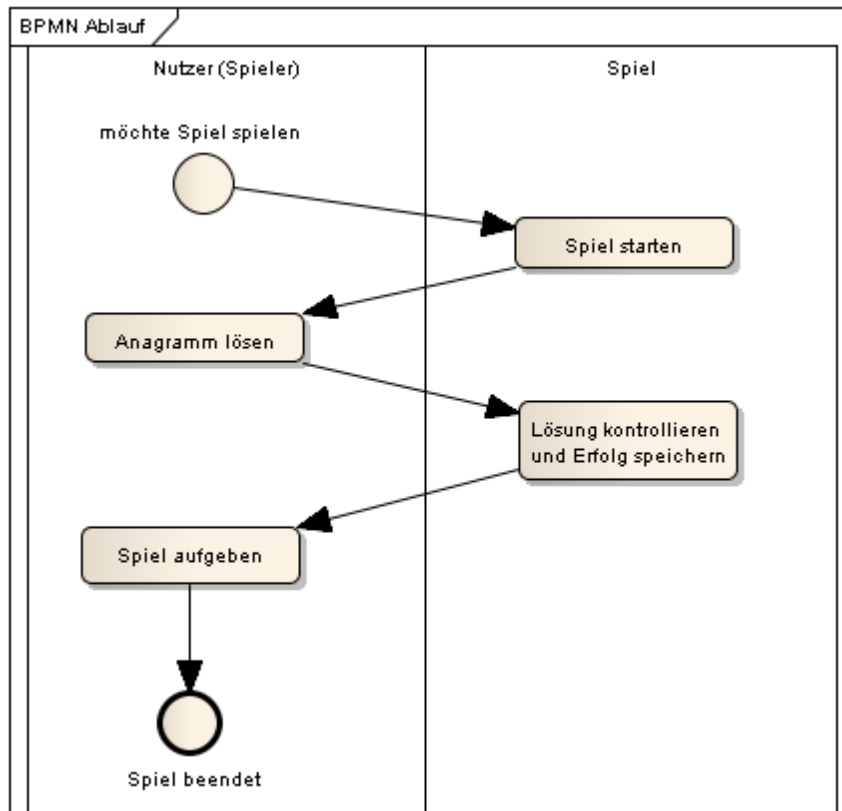 BPMN Ablauf
Nutzer (Spieler)
Spiel
möchte Spiel spielen
Spiel starten
Anagramm lösen
Lösung kontrollieren
und Erfolg speichern
Spiel aufgeben
Spiel beendet